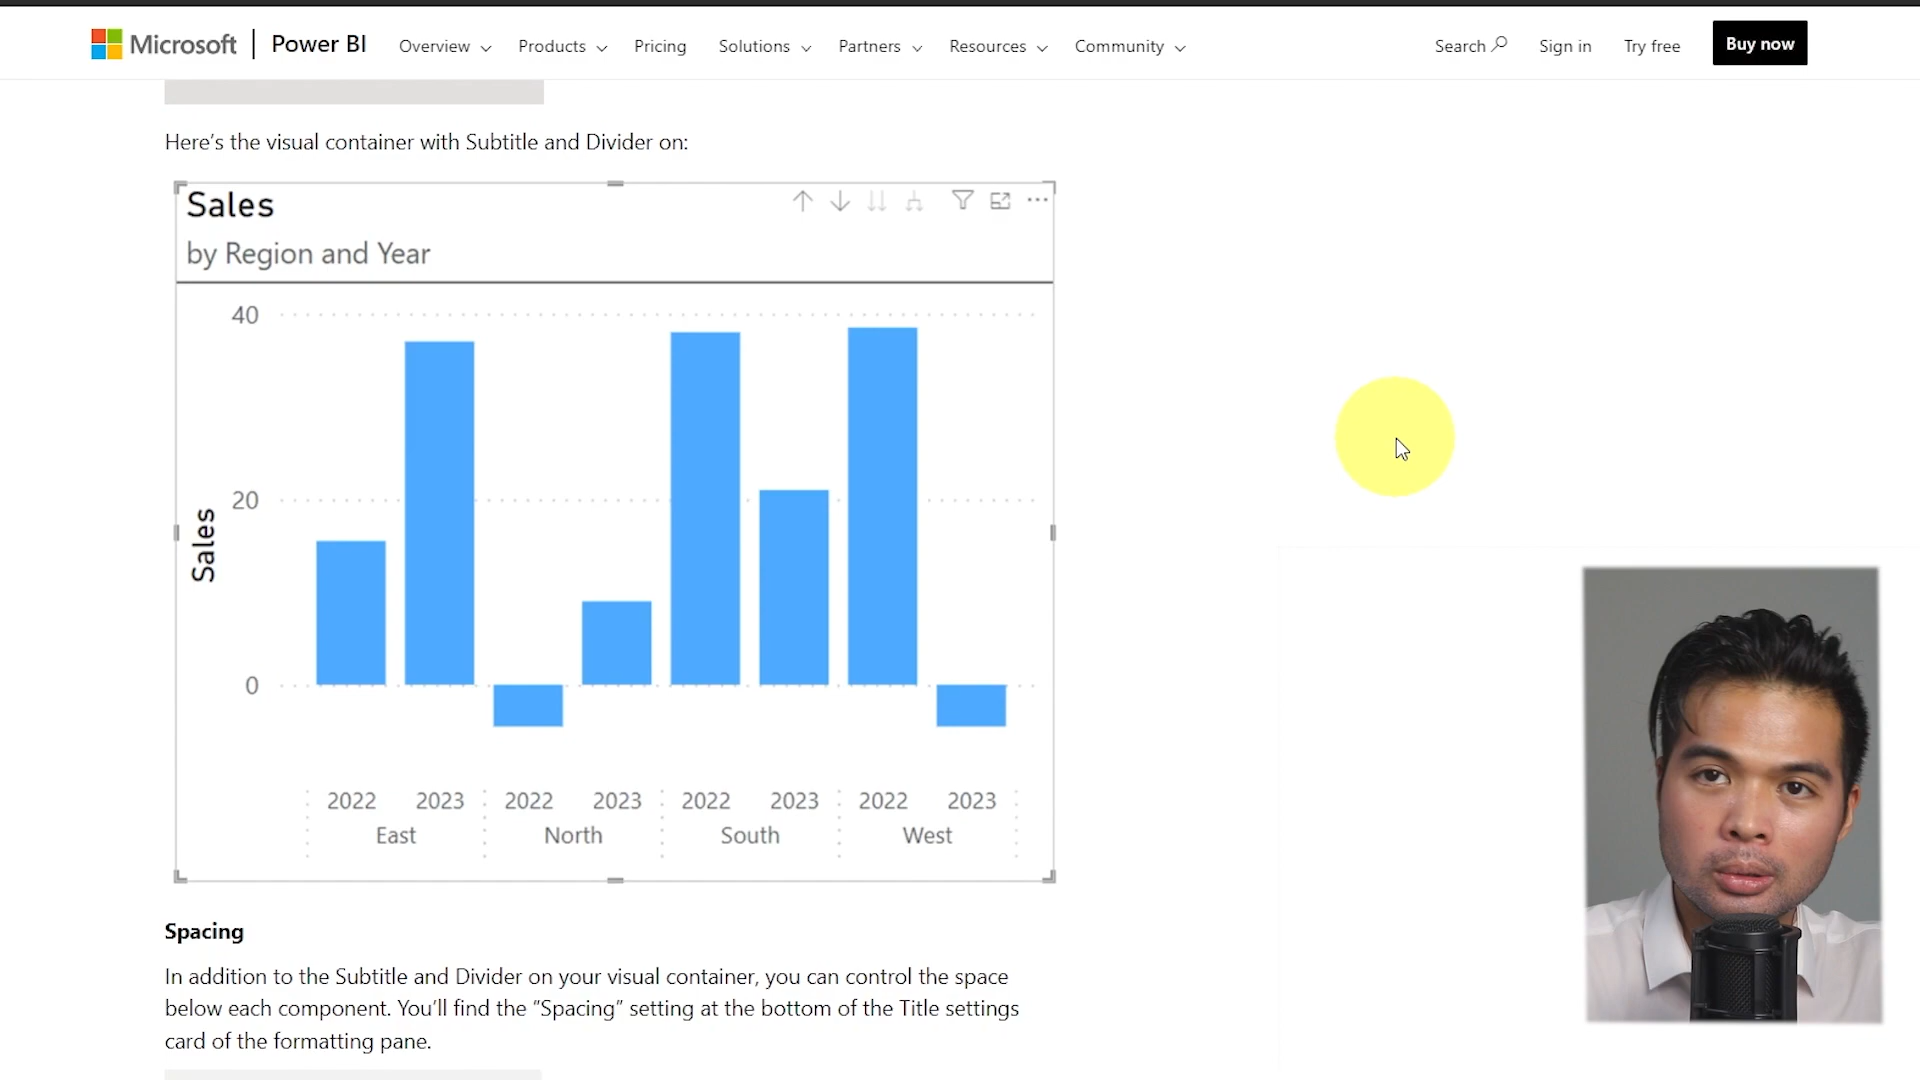 Microsoft | Power BI Overview Products Pricing Solutions Partners Resources Community Search Sign in Try free Buy now
Here’s the visual container with Subtitle and Divider on:
Sales
by Region and Year
40
20
0
Sales
2022 2023 2022 2023 2022 2023 2022 2023
East North South West
Spacing
In addition to the Subtitle and Divider on your visual container, you can control the space
below each component. You’ll find the “Spacing” setting at the bottom of the Title settings
card of the formatting pane.